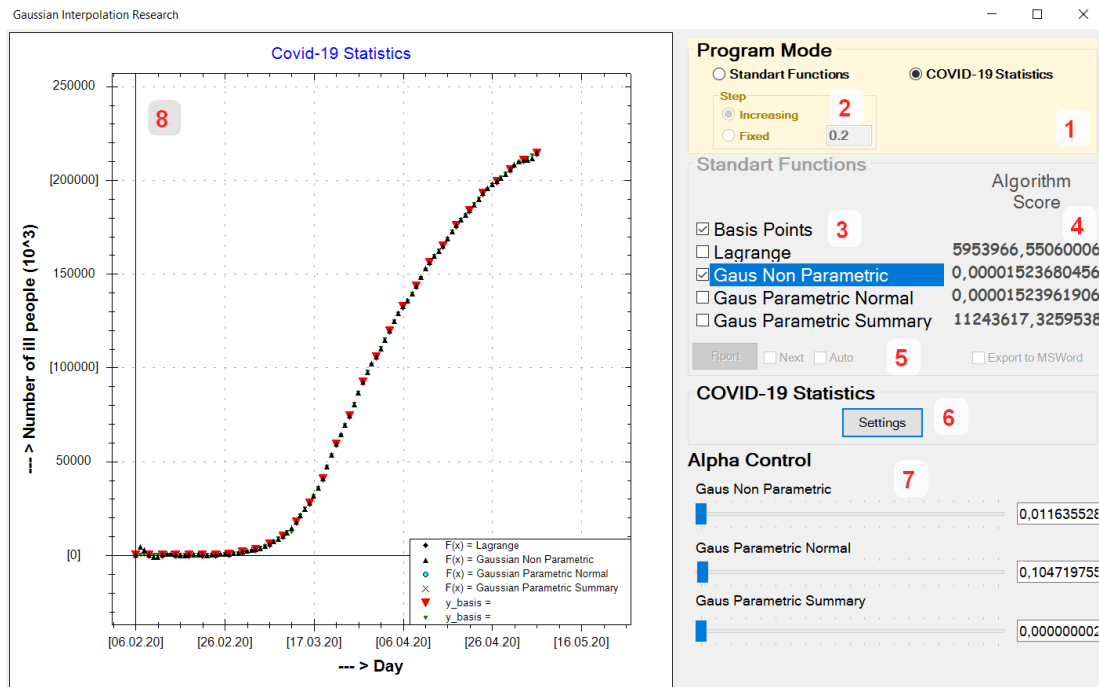 Gaussian Interpolation Research
Covid-19 Statistics
8
250000
[200000]
150000
[100000]
50000
[0]
---> Number of ill people (10^3)
[06.02.20] [26.02.20] [17.03.20] [06.04.20] [26.04.20] [16.05.20]
---> Day
F(x) = Lagrange
F(x) = Gaussian Non Parametric
F(x) = Gaussian Parametric Normal
F(x) = Gaussian Parametric Summary
y_basis =
y_basis =
Program Mode
Standart Functions COVID-19 Statistics
Step
Increasing
Fixed 0.2
2
1
Standart Functions
Algorithm
Score
4
Basis Points 3
Lagrange 5953966,55060006
Gaus Non Parametric 0,00001523680456
Gaus Parametric Normal 0,00001523961906
Gaus Parametric Summary 11243617,3259538
Rport Next Auto 5 Export to MSWord
COVID-19 Statistics
Settings 6
Alpha Control
7
Gaus Non Parametric
0,011635528
Gaus Parametric Normal
0,104719755
Gaus Parametric Summary
0,000000002